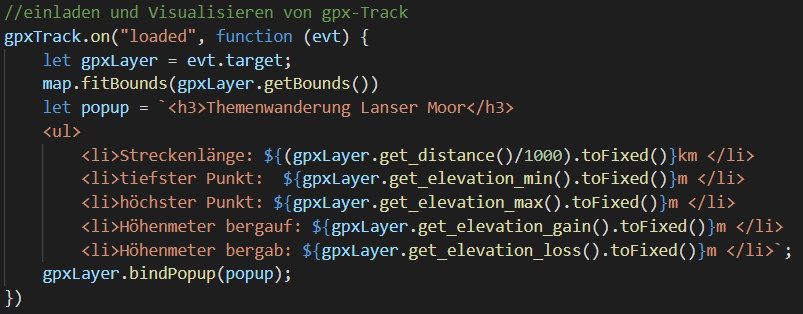 //einladen und Visualisieren von gpx-Track
gpxTrack.on("loaded", function (evt) {
    let gpxLayer = evt.target;
    map.fitBounds(gpxLayer.getBounds())
    let popup = `<h3>Themenwanderung Lanser Moor</h3>
    <ul>
        <li>Streckenlänge: ${(gpxLayer.get_distance()/1000).toFixed()}km </li>
        <li>tiefster Punkt:  ${gpxLayer.get_elevation_min().toFixed()}m </li>
        <li>höchster Punkt: ${gpxLayer.get_elevation_max().toFixed()}m </li>
        <li>Höhenmeter bergauf: ${gpxLayer.get_elevation_gain().toFixed()}m </li>
        <li>Höhenmeter bergab: ${gpxLayer.get_elevation_loss().toFixed()}m </li>`;
    gpxLayer.bindPopup(popup);
})